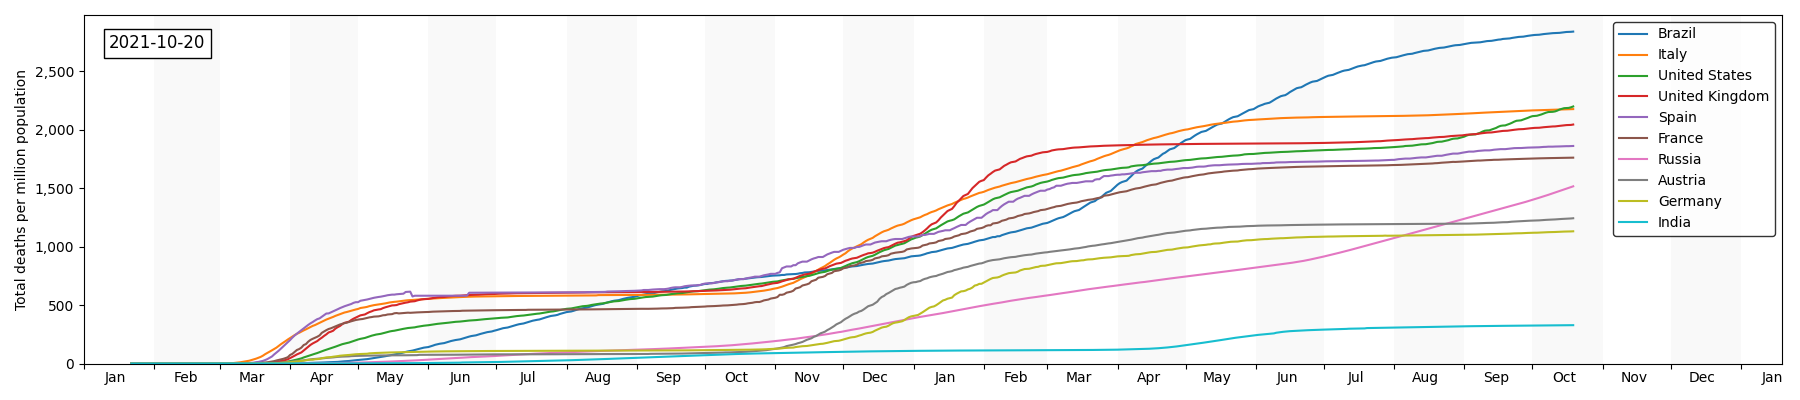 2021-10-20
Total deaths per million population
2,500
2,000
1,500
1,000
500
0
Jan Feb Mar Apr May Jun Jul Aug Sep Oct Nov Dec Jan Feb Mar Apr May Jun Jul Aug Sep Oct Nov Dec Jan
Brazil
Italy
United States
United Kingdom
Spain
France
Russia
Austria
Germany
India